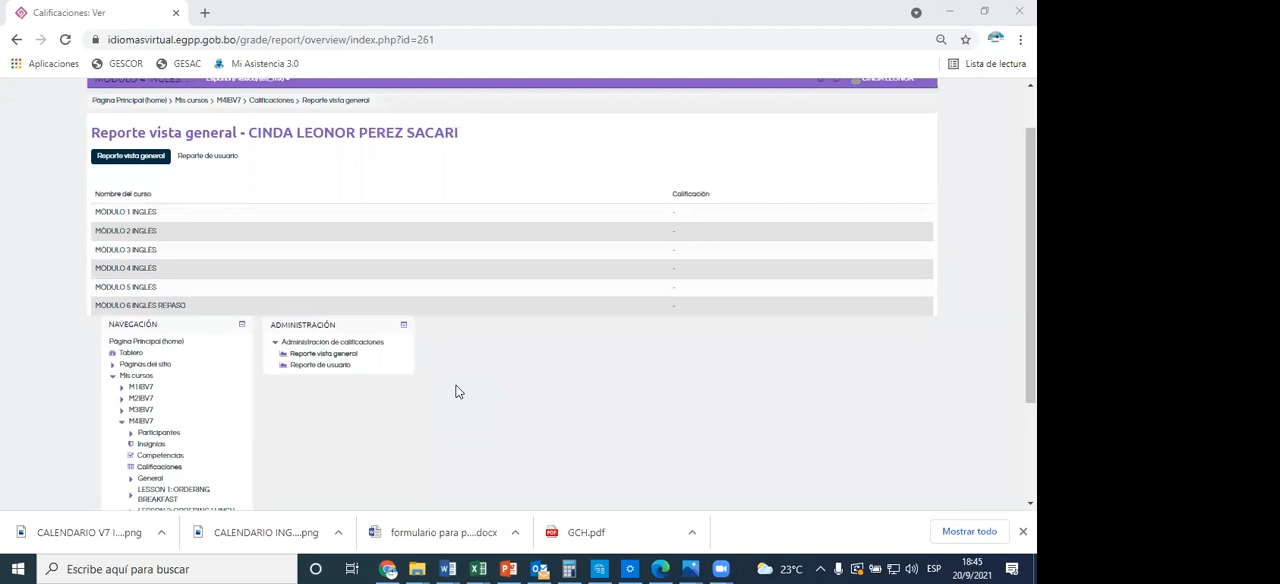 Calificaciones: Ver
idiomasvirtual.egpp.gob.bo/grade/report/overview/index.php?id=261
Aplicaciones GESCOR GESAC Mi Asistencia 3.0 Lista de lectura
Página Principal (home) > Mis cursos > M4IBV7 > Calificaciones > Reporte vista general
Reporte vista general - CINDA LEONOR PEREZ SACARI
Reporte vista general Reporte de usuario
Nombre del curso Calificación
MÓDULO 1 INGLÉS -
MÓDULO 2 INGLÉS -
MÓDULO 3 INGLÉS -
MÓDULO 4 INGLÉS -
MÓDULO 5 INGLÉS -
MÓDULO 6 INGLÉS REPASO -
NAVEGACIÓN
Página Principal (home)
Tablero
Páginas del sitio
Mis cursos
M1IBV7
M2IBV7
M3IBV7
M4IBV7
Participantes
Insignias
Competencias
Calificaciones
General
LESSON 1: ORDERING
BREAKFAST
ADMINISTRACIÓN
Administración de calificaciones
Reporte vista general
Reporte de usuario
CALENDARIO V7 I....png CALENDARIO ING....png formulario para p....docx GCH.pdf Mostrar todo
Escribe aquí para buscar 23°C ESP 18:45
20/9/2021